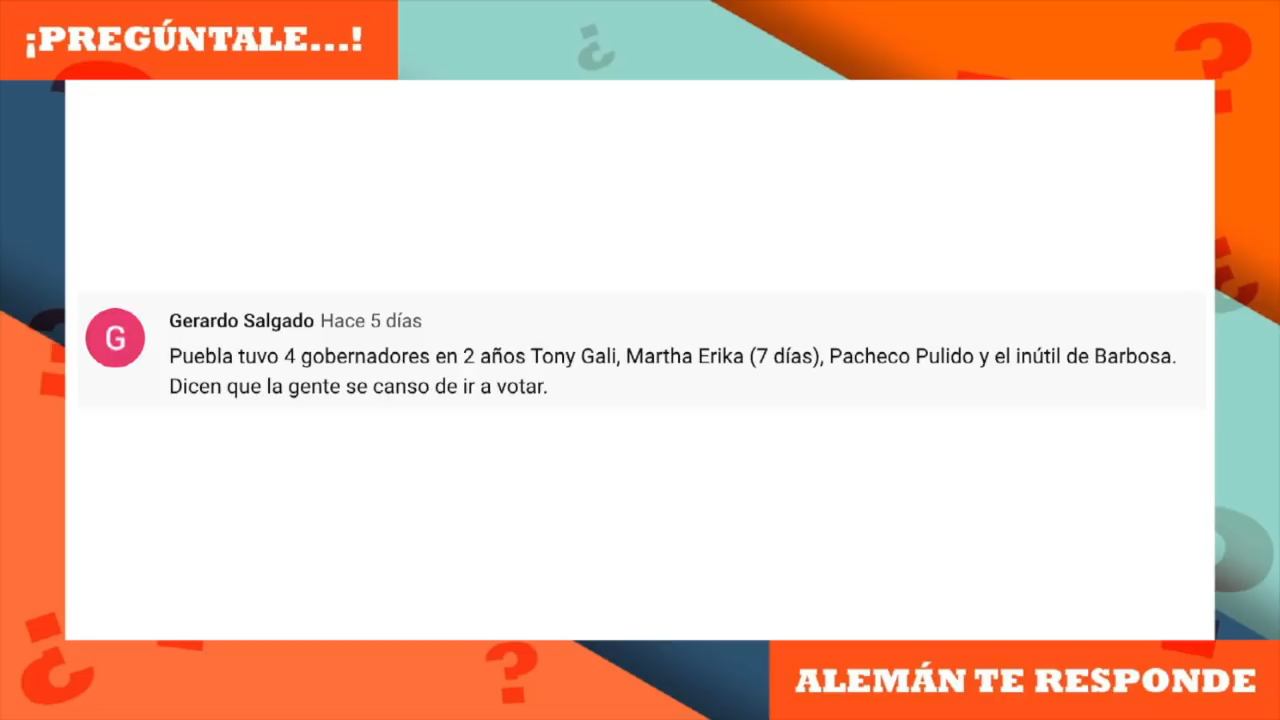 ¡PREGÚNTALE...!
G
Gerardo Salgado Hace 5 días
Puebla tuvo 4 gobernadores en 2 años Tony Gali, Martha Erika (7 días), Pacheco Pulido y el inútil de Barbosa.
Dicen que la gente se canso de ir a votar.
ALEMÁN TE RESPONDE